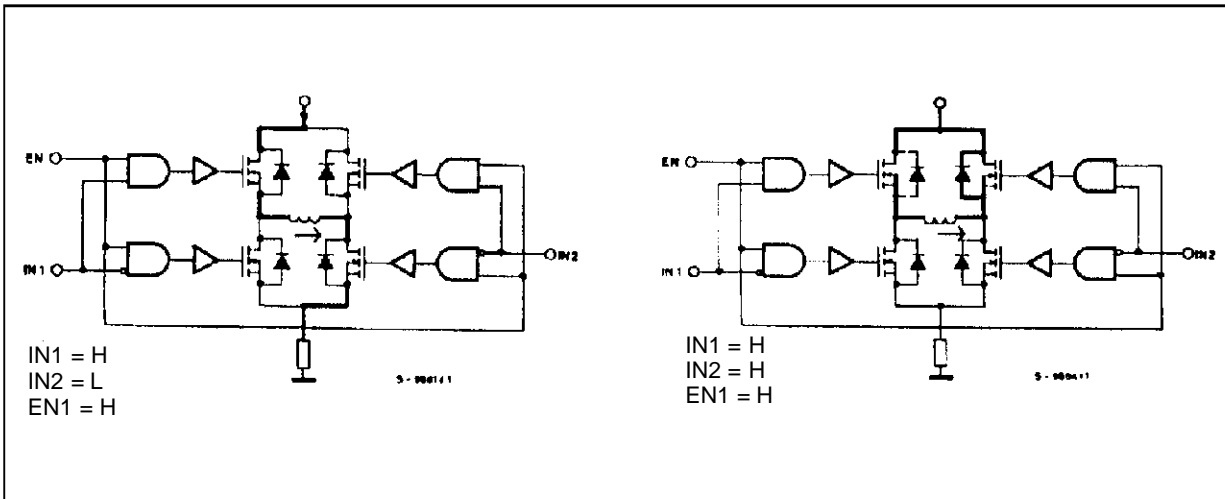 EN
IN1
IN2
IN1 = H
IN2 = L
EN1 = H
EN
IN1
IN2
IN1 = H
IN2 = H
EN1 = H